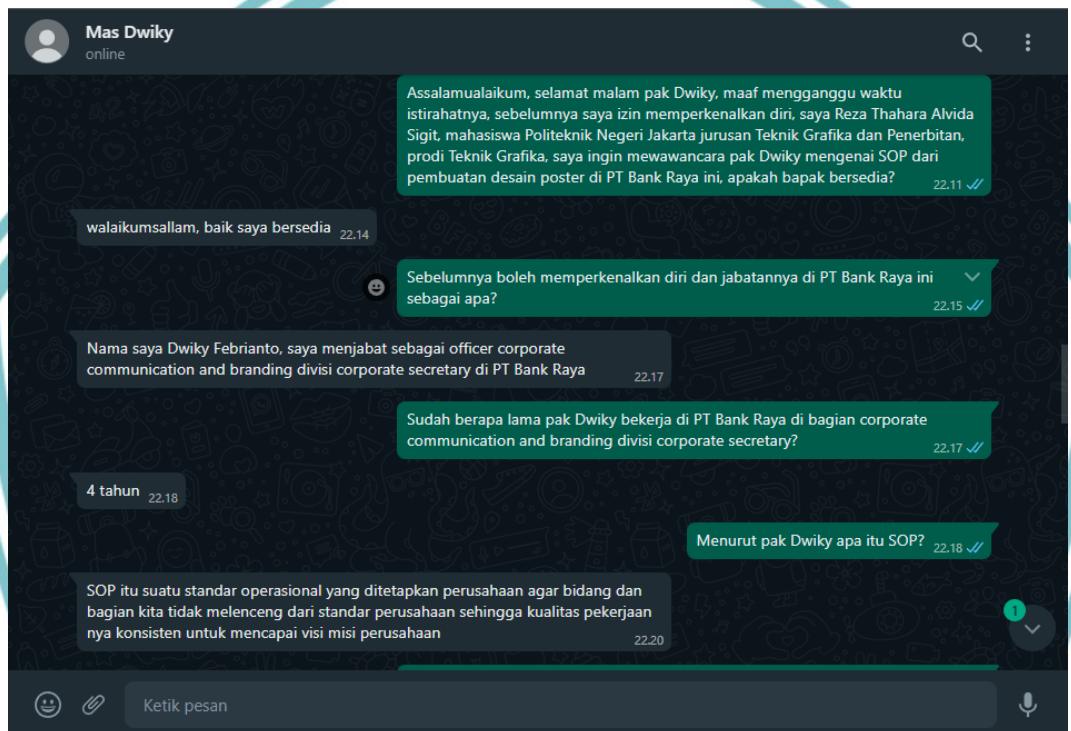 Mas Dwiky
online
Assalamualaikum, selamat malam pak Dwiky, maaf mengganggu waktu
istirahatnya, sebelumnya saya izin memperkenalkan diri, saya Reza Thahara Alvida
Sigit, mahasiswa Politeknik Negeri Jakarta jurusan Teknik Grafika dan Penerbitan,
prodi Teknik Grafika, saya ingin mewawancara pak Dwiky mengenai SOP dari
pembuatan desain poster di PT Bank Raya ini, apakah bapak bersedia?
22.11
walaikumsallam, baik saya bersedia 22.14
Sebelumnya boleh memperkenalkan diri dan jabatannya di PT Bank Raya ini
sebagai apa?
22.15
Nama saya Dwiky Febrianto, saya menjabat sebagai officer corporate
communication and branding divisi corporate secretary di PT Bank Raya
22.17
Sudah berapa lama pak Dwiky bekerja di PT Bank Raya di bagian corporate
communication and branding divisi corporate secretary?
22.17
4 tahun 22.18
Menurut pak Dwiky apa itu SOP? 22.18
SOP itu suatu standar operasional yang ditetapkan perusahaan agar bidang dan
bagian kita tidak melenceng dari standar perusahaan sehingga kualitas pekerjaan
nya konsisten untuk mencapai visi misi perusahaan
22.20
1
Ketik pesan